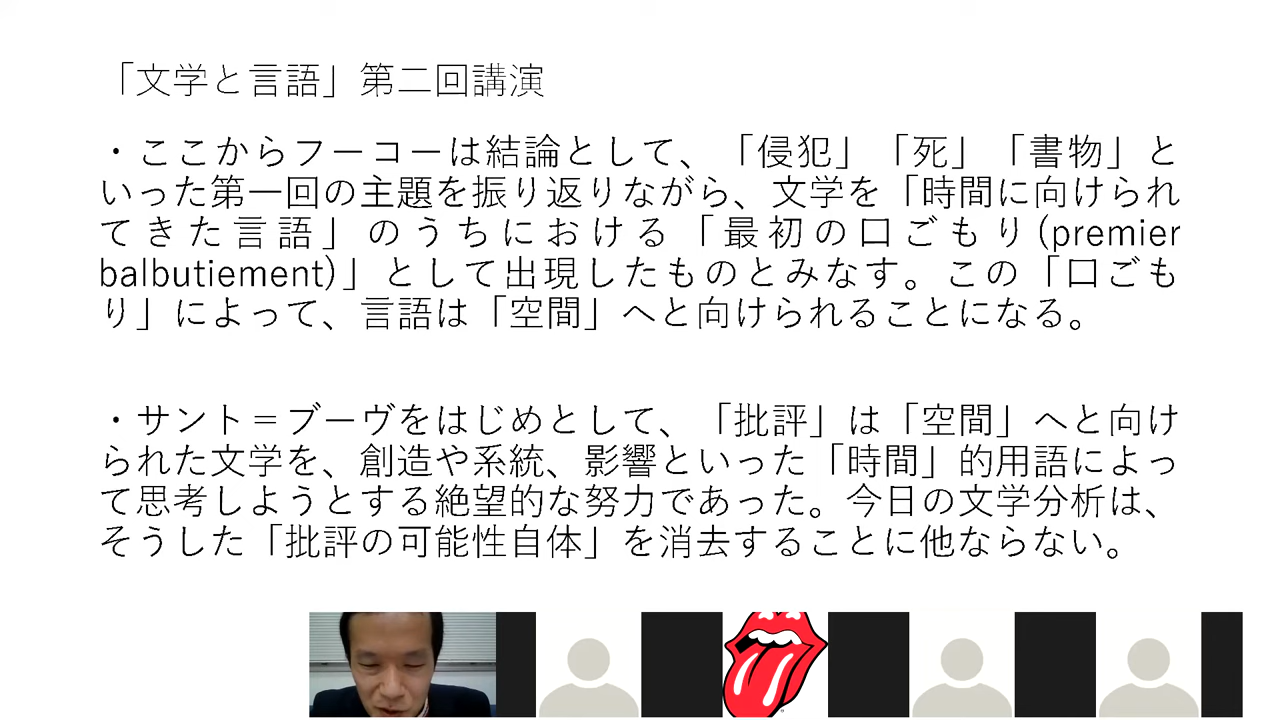 「文学と言語」第二回講演
・ここからフーコーは結論として、「侵犯」「死」「書物」と
いった第一回の主題を振り返りながら、文学を「時間に向けられ
てきた言語」のうちにおける「最初の口ごもり(premier
balbutiement)」として出現したものとみなす。この「口ごも
り」によって、言語は「空間」へと向けられることになる。
・サント＝ブーヴをはじめとして、「批評」は「空間」へと向け
られた文学を、創造や系統、影響といった「時間」的用語によっ
て思考しようとする絶望的な努力であった。今日の文学分析は、
そうした「批評の可能性自体」を消去することに他ならない。